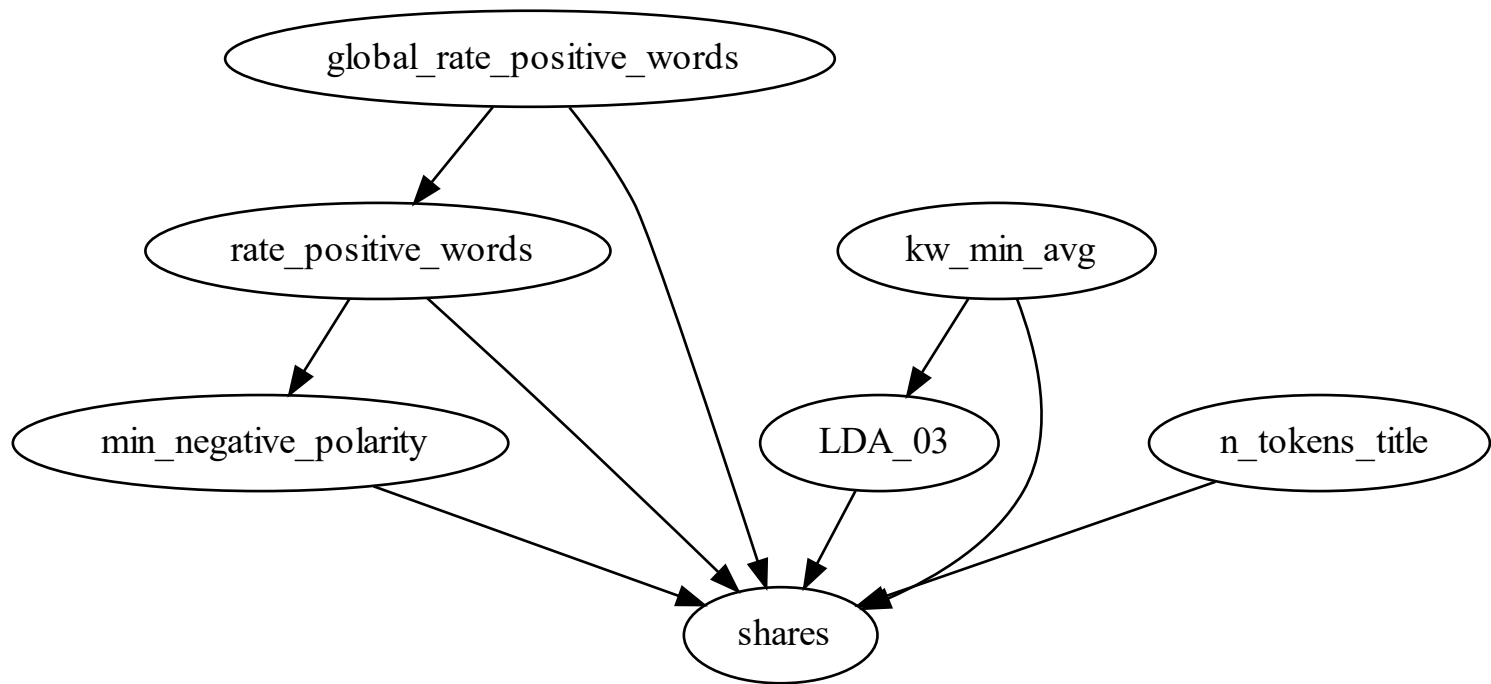 global_rate_positive_words
rate_positive_words
kw_min_avg
min_negative_polarity
LDA_03
n_tokens_title
shares